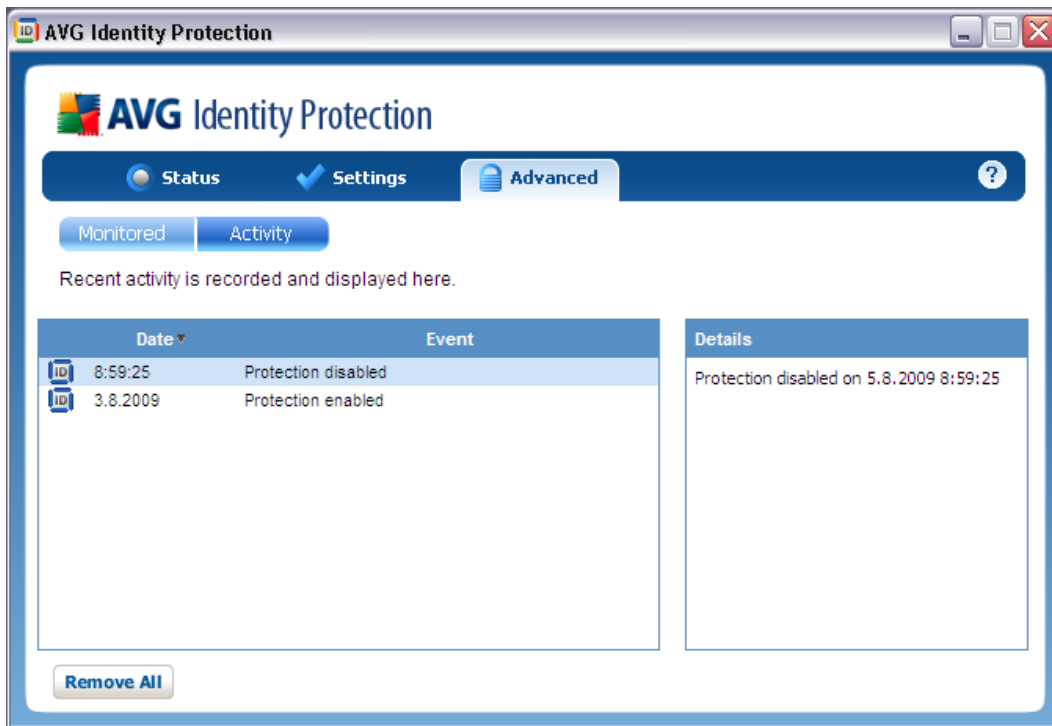 AVG Identity Protection
AVG Identity Protection
Status Settings Advanced ?
Monitored Activity
Recent activity is recorded and displayed here.
Date Event Details
ID 8:59:25 Protection disabled Protection disabled on 5.8.2009 8:59:25
ID 3.8.2009 Protection enabled
Remove All